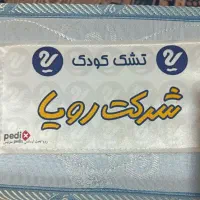 تشک کودک
شرکت رویا
pedi